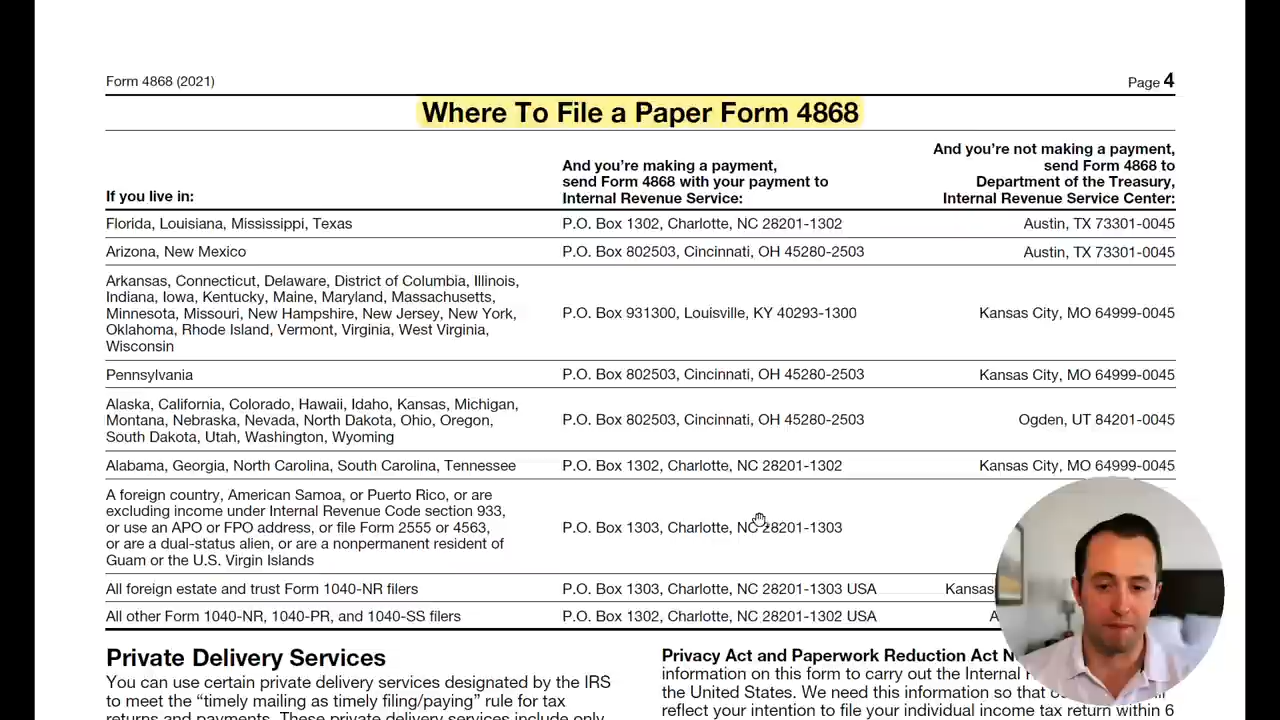 Form 4868 (2021)
Page 4
Where To File a Paper Form 4868
If you live in:
And you're making a payment,
send Form 4868 with your payment to
Internal Revenue Service:
And you're not making a payment,
send Form 4868 to
Department of the Treasury,
Internal Revenue Service Center:
Florida, Louisiana, Mississippi, Texas
P.O. Box 1302, Charlotte, NC 28201-1302
Austin, TX 73301-0045
Arizona, New Mexico
P.O. Box 802503, Cincinnati, OH 45280-2503
Austin, TX 73301-0045
Arkansas, Connecticut, Delaware, District of Columbia, Illinois,
Indiana, Iowa, Kentucky, Maine, Maryland, Massachusetts,
Minnesota, Missouri, New Hampshire, New Jersey, New York,
Oklahoma, Rhode Island, Vermont, Virginia, West Virginia,
Wisconsin
P.O. Box 931300, Louisville, KY 40293-1300
Kansas City, MO 64999-0045
Pennsylvania
P.O. Box 802503, Cincinnati, OH 45280-2503
Kansas City, MO 64999-0045
Alaska, California, Colorado, Hawaii, Idaho, Kansas, Michigan,
Montana, Nebraska, Nevada, North Dakota, Ohio, Oregon,
South Dakota, Utah, Washington, Wyoming
P.O. Box 802503, Cincinnati, OH 45280-2503
Ogden, UT 84201-0045
Alabama, Georgia, North Carolina, South Carolina, Tennessee
P.O. Box 1302, Charlotte, NC 28201-1302
Kansas City, MO 64999-0045
A foreign country, American Samoa, or Puerto Rico, or are
excluding income under Internal Revenue Code section 933,
or use an APO or FPO address, or file Form 2555 or 4563,
or are a dual-status alien, or are a nonpermanent resident of
Guam or the U.S. Virgin Islands
P.O. Box 1303, Charlotte, NC 28201-1303
All foreign estate and trust Form 1040-NR filers
P.O. Box 1303, Charlotte, NC 28201-1303 USA
Kansas
All other Form 1040-NR, 1040-PR, and 1040-SS filers
P.O. Box 1302, Charlotte, NC 28201-1302 USA
Private Delivery Services
You can use certain private delivery services designated by the IRS
to meet the “timely mailing as timely filing/paying” rule for tax
returns and payments. These private delivery services include only
Privacy Act and Paperwork Reduction Act
information on this form to carry out the Internal
the United States. We need this information so that
reflect your intention to file your individual income tax return within 6